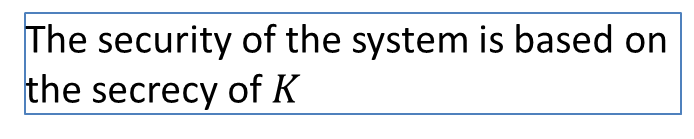 The security of the system is based on
the secrecy of K